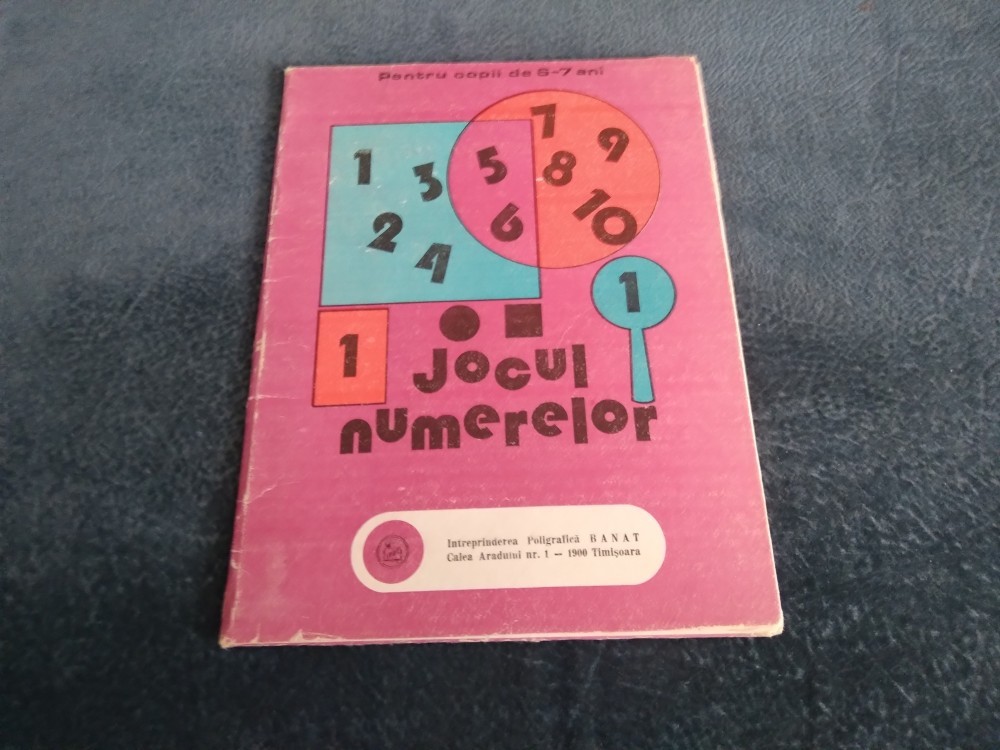 Pentru copii de 5-7 ani
7
1 3 5 8 9
2 4 6 10
1
1
Jocul
numerelor
Intreprinderea Poligrafică BANAT
Calea Aradului nr. 1 — 1900 Timișoara